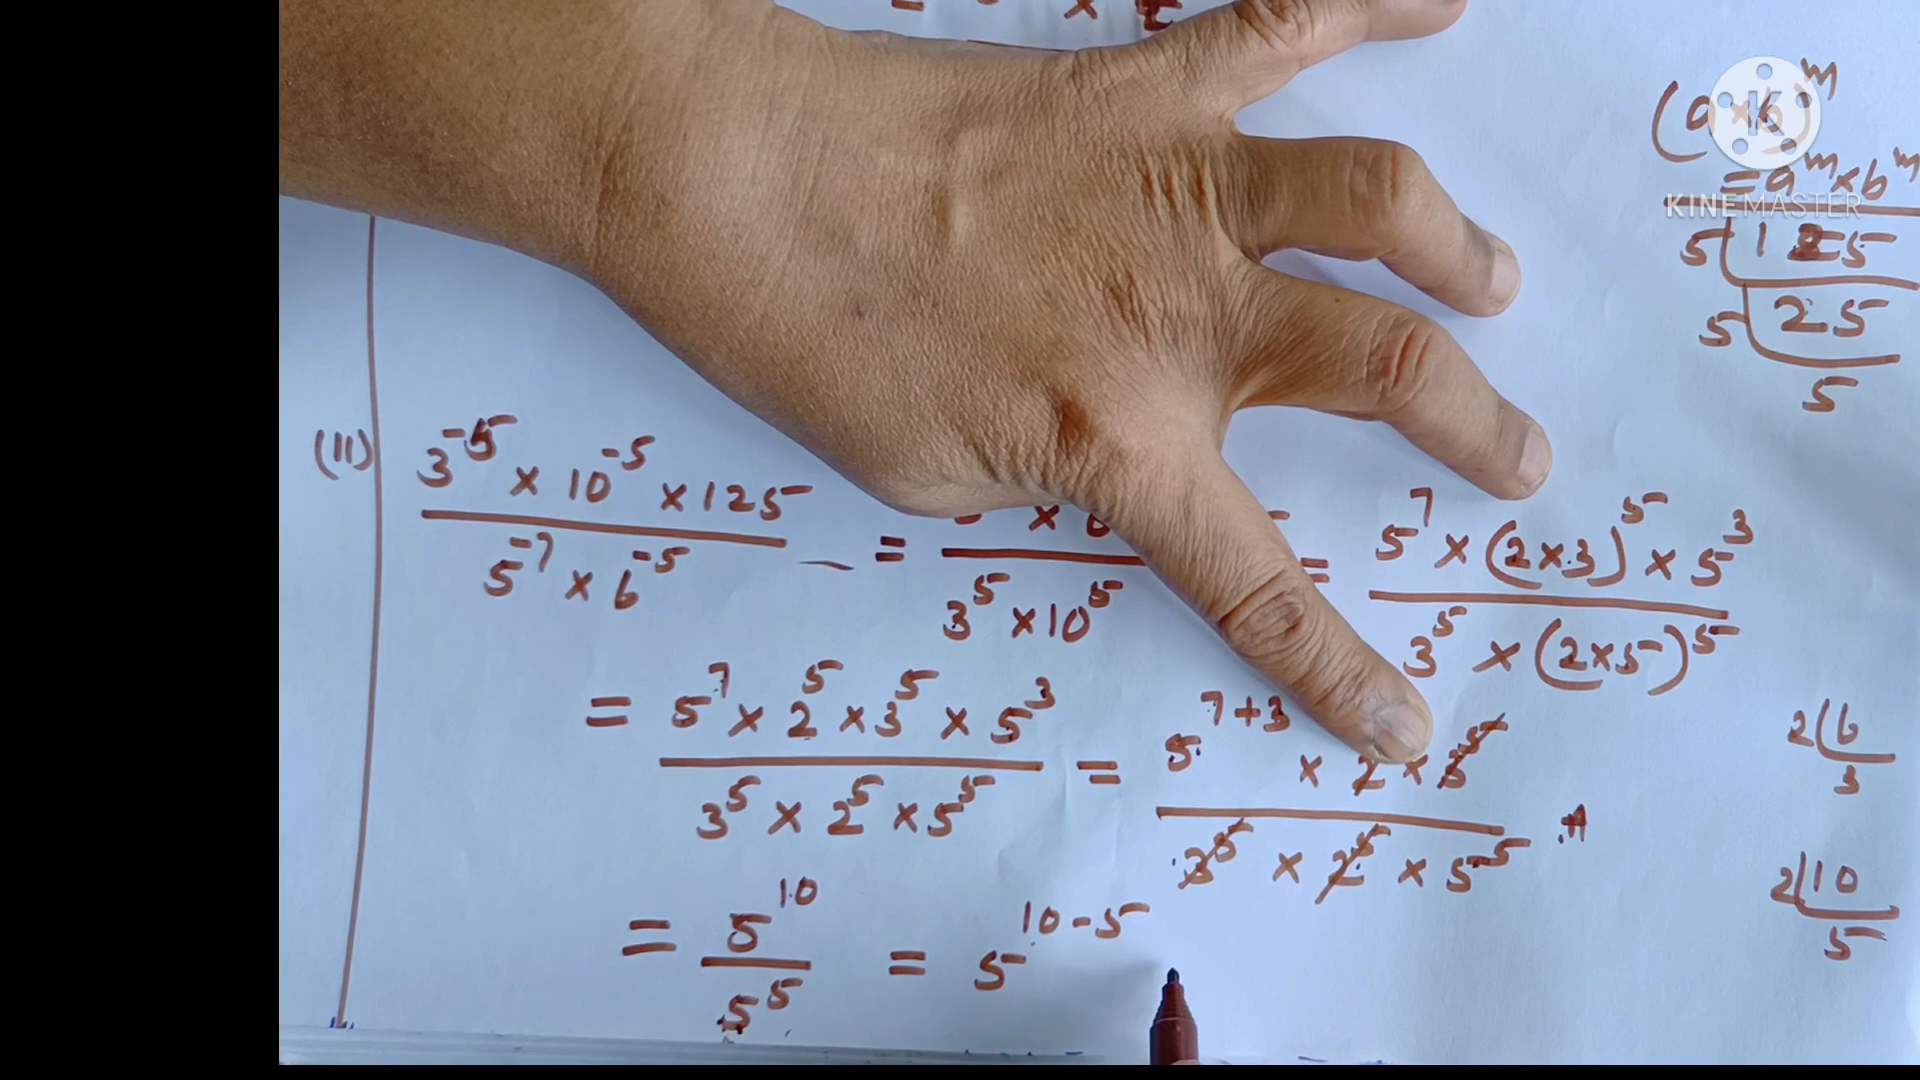 (a×b)^m
= a^m × b^m
KINEMASTER
5 | 125
5 | 25
5
(II) 3^-5 × 10^-5 × 125 / 5^-7 × 6^-5 = / 3^5 × 10^5 = 5^7 × (2×3)^5 × 5^3 / 3^5 × (2×5)^5
= 5^7 × 2^5 × 3^5 × 5^3 / 3^5 × 2^5 × 5^5 = 5^7+3 × 2 × 3^5 / 3^5 × 2^5 × 5^5
2 | 6
3
= 5^10 / 5^5 = 5^10-5
2 | 10
5